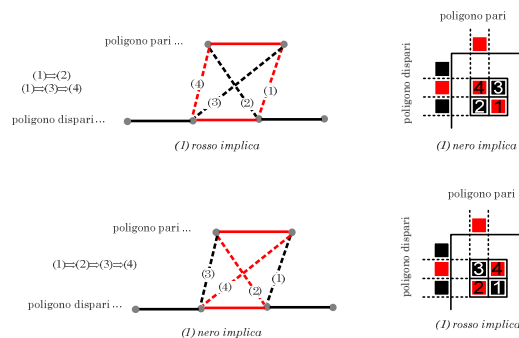 poligono pari ...
(1)⇒(2)
(1)⇒(3)⇒(4)
(4)
(3)
(2)
(1)
poligono dispari ...
(1) rosso implica
poligono pari
poligono dispari
4 3
2 1
(1) nero implica
poligono pari ...
(1)⇒(2)⇒(3)⇒(4)
(3)
(4)
(2)
(1)
poligono dispari ...
(1) nero implica
poligono pari
poligono dispari
3 4
2 1
(1) rosso implica